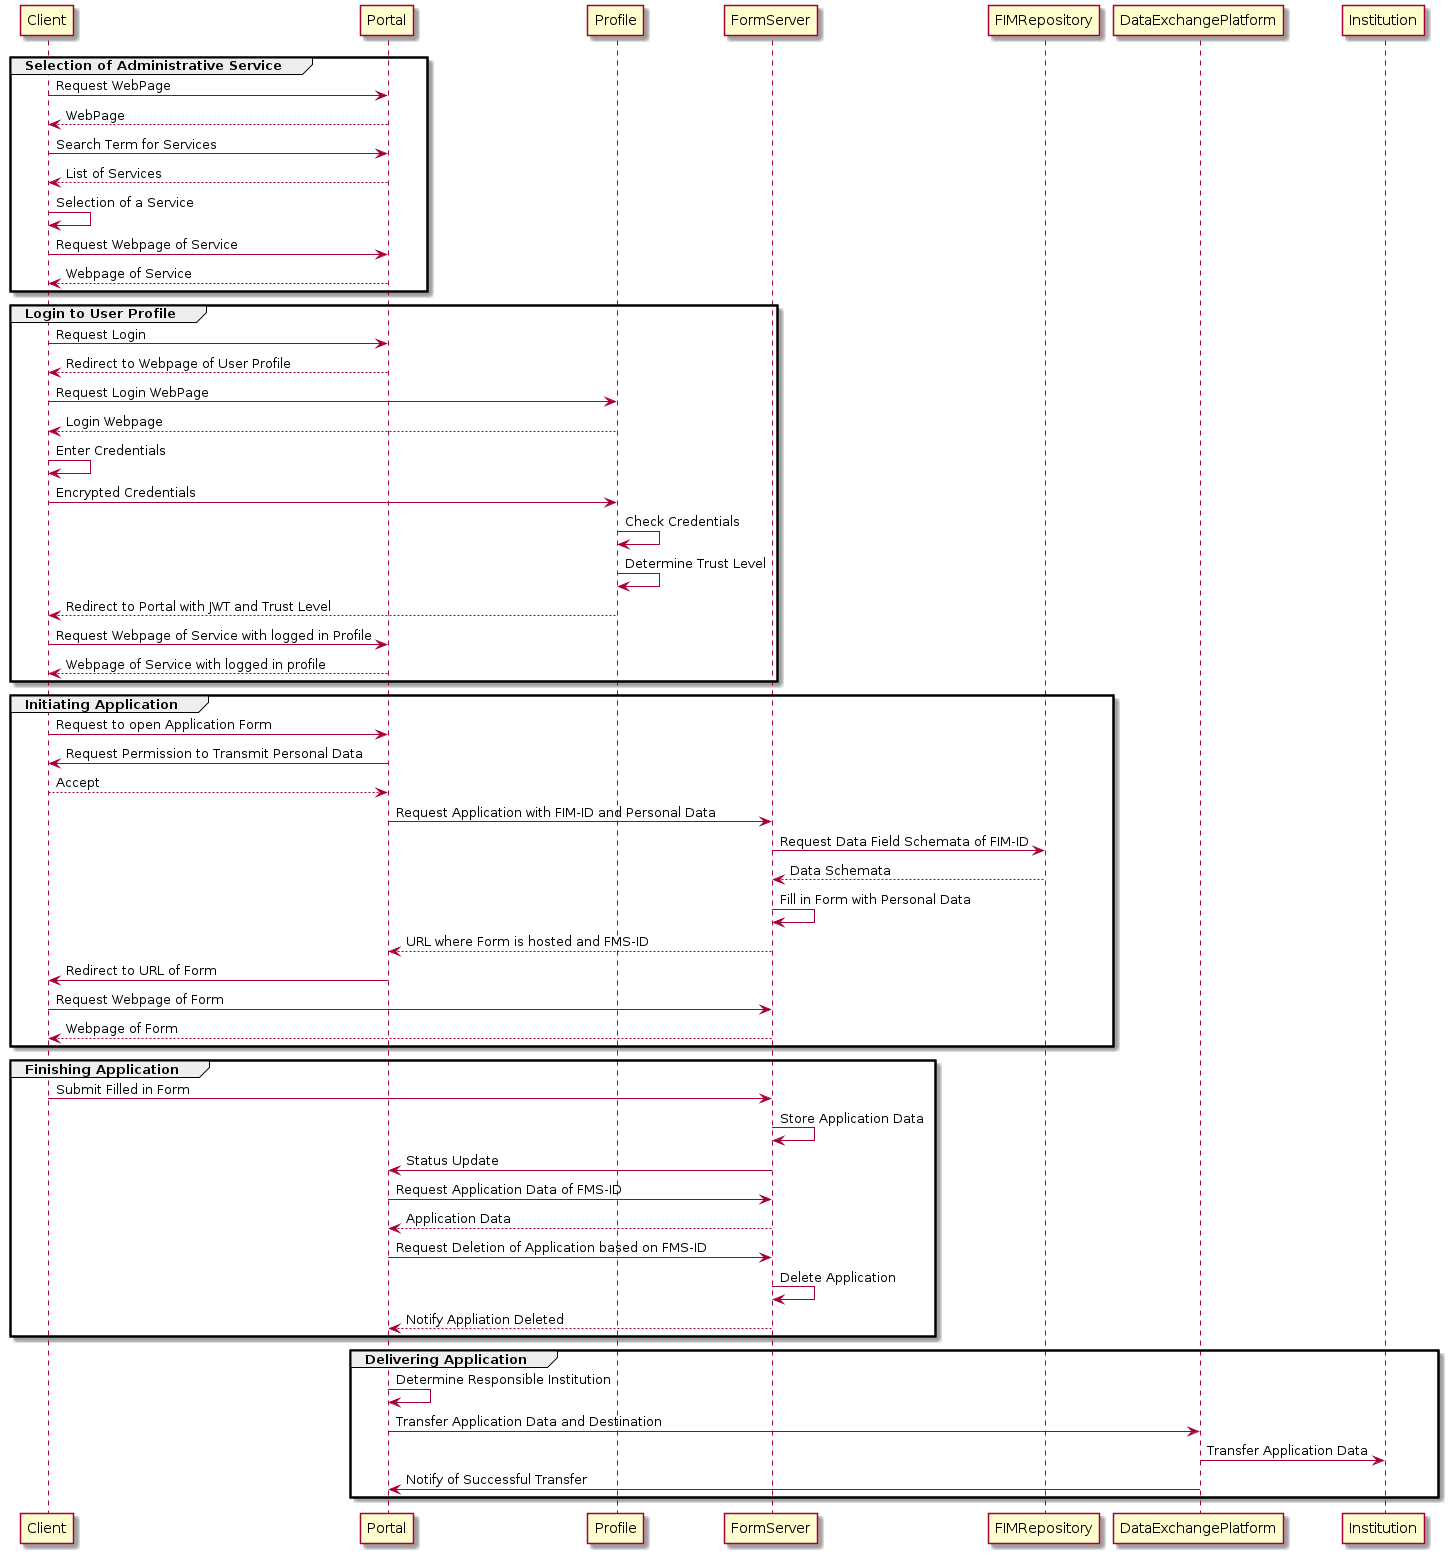 Client Portal Profile FormServer FIMRepository DataExchangePlatform Institution
Selection of Administrative Service
Request WebPage
WebPage
Search Term for Services
List of Services
Selection of a Service
Request Webpage of Service
Webpage of Service
Login to User Profile
Request Login
Redirect to Webpage of User Profile
Request Login WebPage
Login Webpage
Enter Credentials
Encrypted Credentials
Check Credentials
Determine Trust Level
Redirect to Portal with JWT and Trust Level
Request Webpage of Service with logged in Profile
Webpage of Service with logged in profile
Initiating Application
Request to open Application Form
Request Permission to Transmit Personal Data
Accept
Request Application with FIM-ID and Personal Data
Request Data Field Schemata of FIM-ID
Data Schemata
Fill in Form with Personal Data
URL where Form is hosted and FMS-ID
Redirect to URL of Form
Request Webpage of Form
Webpage of Form
Finishing Application
Submit Filled in Form
Store Application Data
Status Update
Request Application Data of FMS-ID
Application Data
Request Deletion of Application based on FMS-ID
Delete Application
Notify Appliation Deleted
Delivering Application
Determine Responsible Institution
Transfer Application Data and Destination
Transfer Application Data
Notify of Successful Transfer
Client Portal Profile FormServer FIMRepository DataExchangePlatform Institution